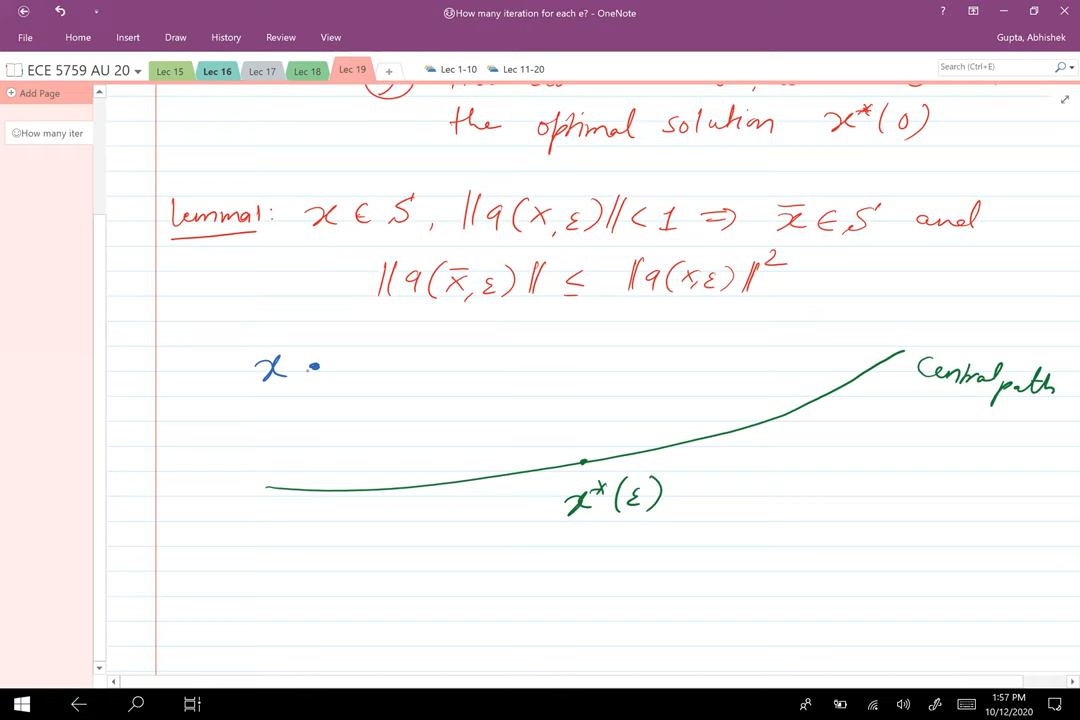 How many iteration for each e? - OneNote
?
File Home Insert Draw History Review View
Gupta, Abhishek
ECE 5759 AU 20
Lec 15 Lec 16 Lec 17 Lec 18 Lec 19 +
Lec 1-10 Lec 11-20
Search (Ctrl+E)
Add Page
How many iter
the optimal solution x*(0)
Lemma1: x ∈ S, ||q(x, ε)|| < 1 ⇒ x̄ ∈ S and
||q(x̄, ε)|| ≤ ||q(x, ε)||²
x
Central path
x*(ε)
1:57 PM
10/12/2020